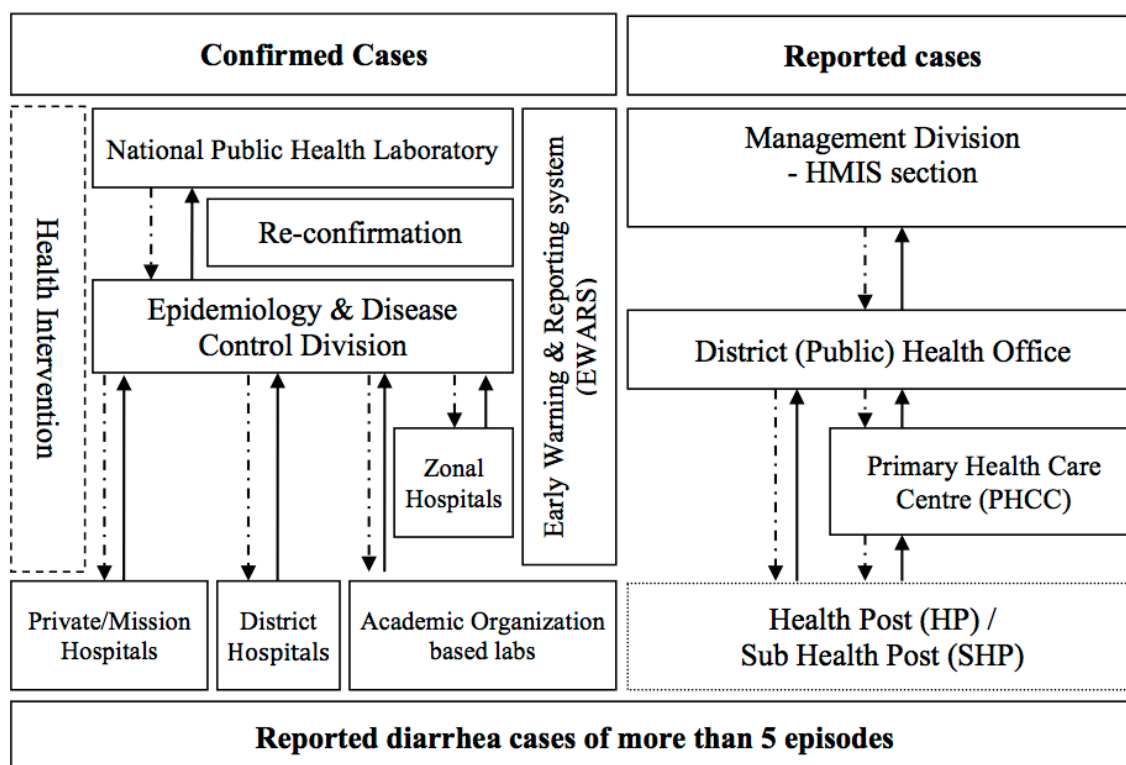 Confirmed Cases
Reported cases
Health Intervention
National Public Health Laboratory
Re-confirmation
Epidemiology & Disease
Control Division
Zonal
Hospitals
Early Warning & Reporting system
(EWARS)
Private/Mission
Hospitals
District
Hospitals
Academic Organization
based labs
Management Division
- HMIS section
District (Public) Health Office
Primary Health Care
Centre (PHCC)
Health Post (HP) /
Sub Health Post (SHP)
Reported diarrhea cases of more than 5 episodes